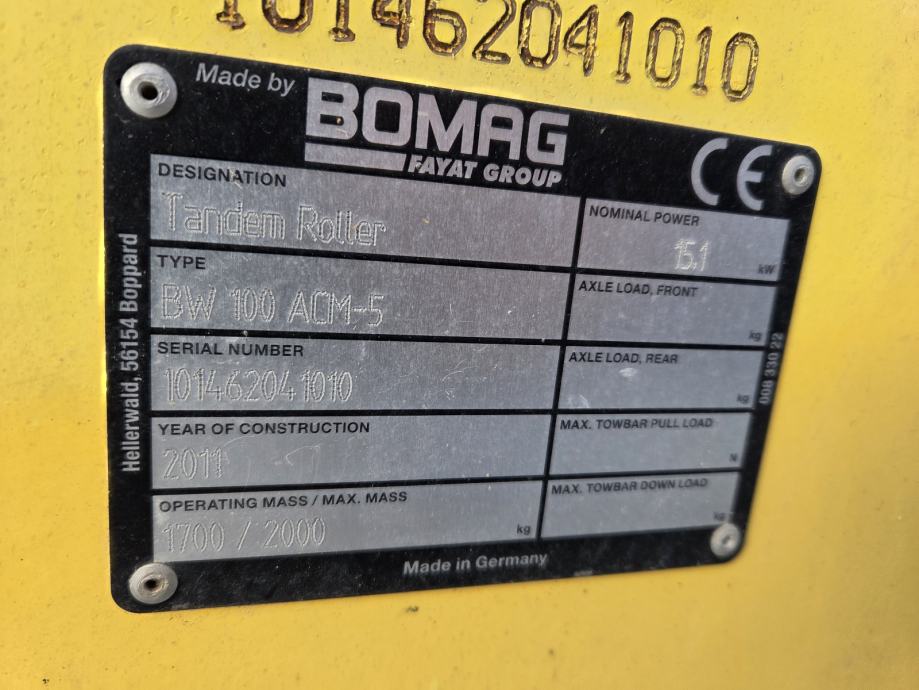 101462041010
Made by
BOMAG
FAYAT GROUP
CE
DESIGNATION
Tandem Roller
NOMINAL POWER
15,1 kW
TYPE
BW 100 ACM-5
AXLE LOAD, FRONT
kg
SERIAL NUMBER
101462041010
AXLE LOAD, REAR
kg
YEAR OF CONSTRUCTION
2011
MAX. TOWBAR PULL LOAD
N
OPERATING MASS / MAX. MASS
1700 / 2000 kg
MAX. TOWBAR DOWN LOAD
kg
Made in Germany
Hellerwald, 56154 Boppard
008 330 22